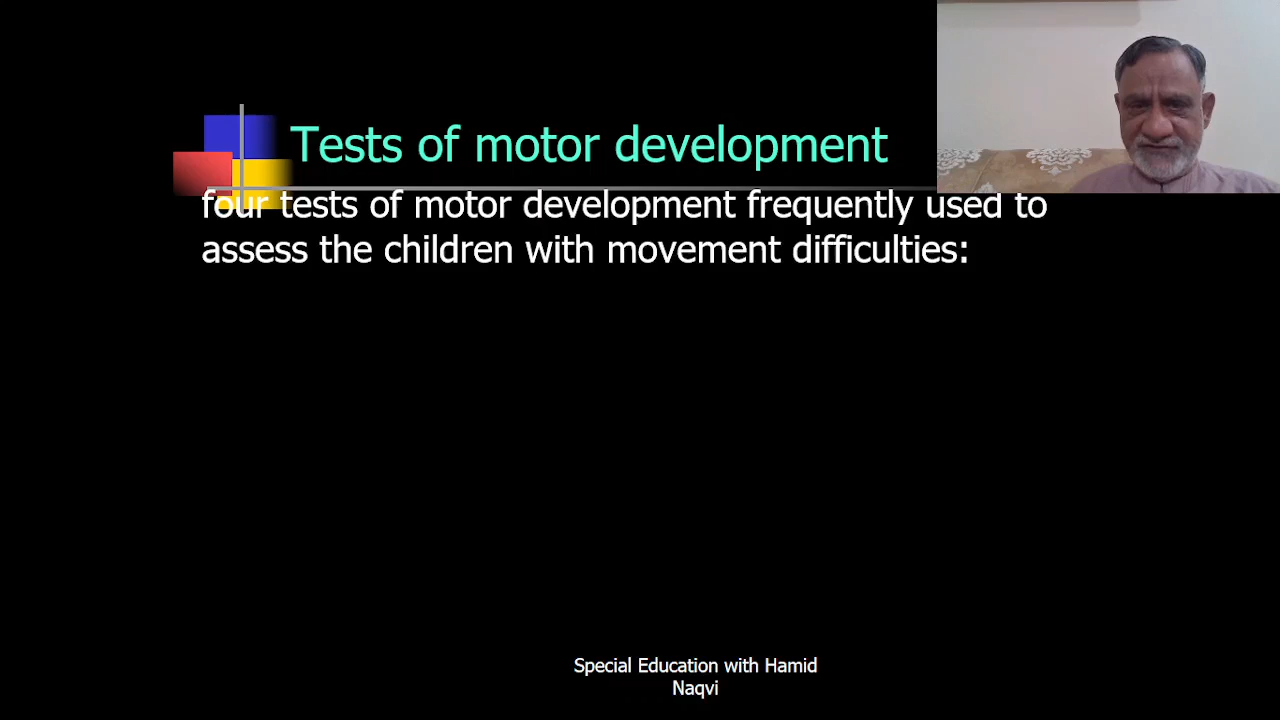 Tests of motor development
four tests of motor development frequently used to
assess the children with movement difficulties:
Special Education with Hamid
Naqvi